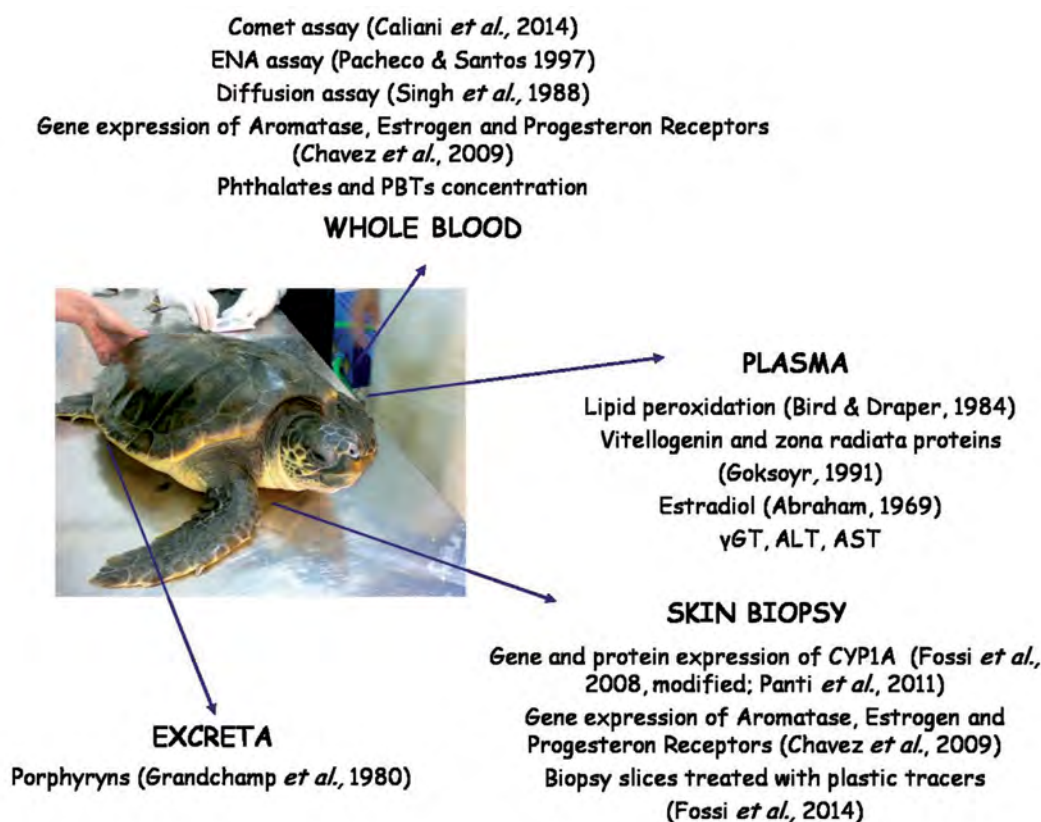 Comet assay (Caliani et al., 2014)
ENA assay (Pacheco & Santos 1997)
Diffusion assay (Singh et al., 1988)
Gene expression of Aromatase, Estrogen and Progesteron Receptors
(Chavez et al., 2009)
Phthalates and PBTs concentration
WHOLE BLOOD
PLASMA
Lipid peroxidation (Bird & Draper, 1984)
Vitellogenin and zona radiata proteins
(Goksoyr, 1991)
Estradiol (Abraham, 1969)
γGT, ALT, AST
SKIN BIOPSY
Gene and protein expression of CYP1A (Fossi et al.,
2008, modified; Panti et al., 2011)
Gene expression of Aromatase, Estrogen and
Progesteron Receptors (Chavez et al., 2009)
Biopsy slices treated with plastic tracers
(Fossi et al., 2014)
EXCRETA
Porphyryns (Grandchamp et al., 1980)